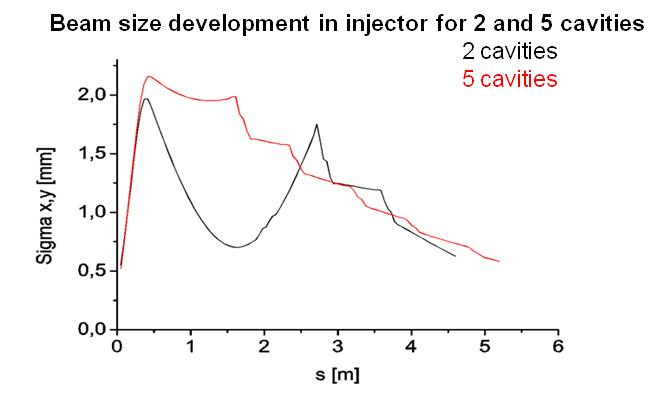 Beam size development in injector for 2 and 5 cavities
2 cavities
5 cavities
2,0
1,5
1,0
0,5
0,0
Sigma x,y [mm]
0 1 2 3 4 5 6
s [m]